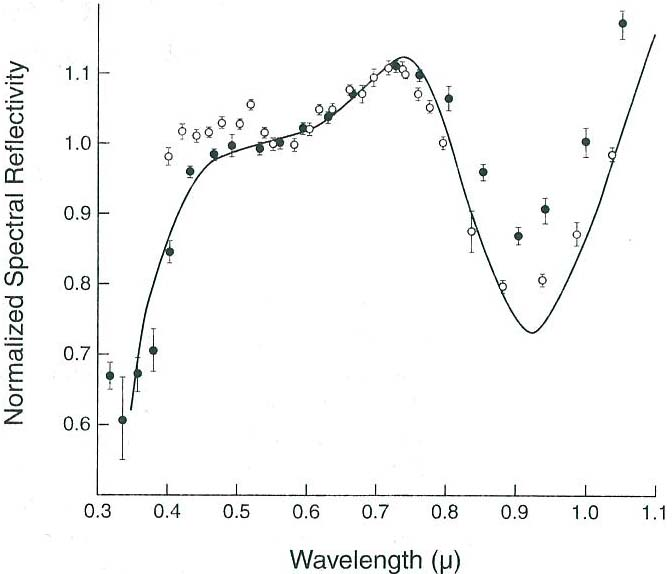 Normalized Spectral Reflectivity
1.1
1.0
0.9
0.8
0.7
0.6
0.3 0.4 0.5 0.6 0.7 0.8 0.9 1.0 1.1
Wavelength (μ)